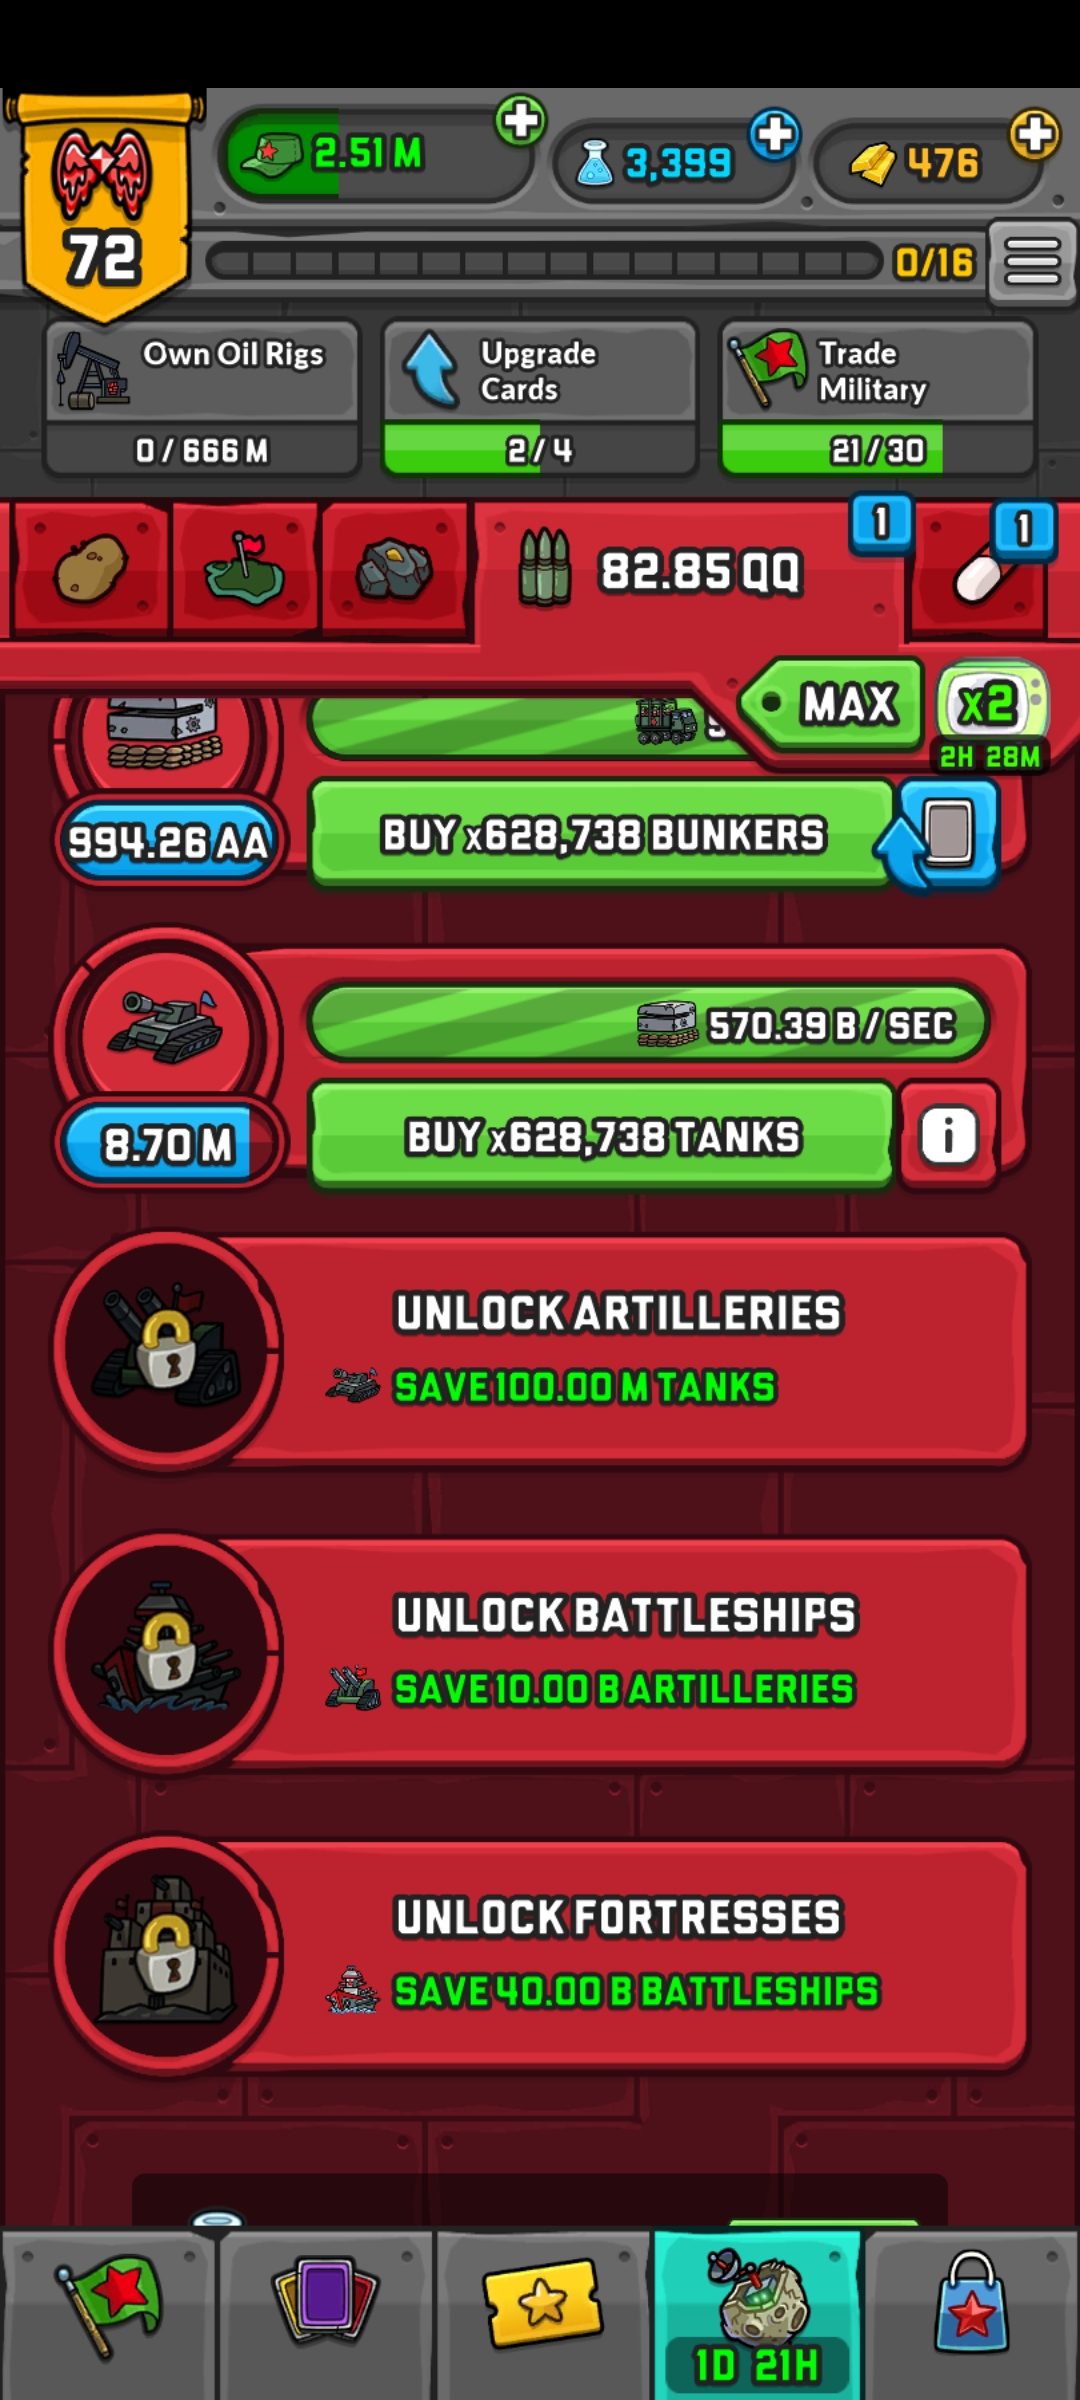 2.51 M
3,399
476
72
0/16
Own Oil Rigs
0 / 666 M
Upgrade
Cards
2 / 4
Trade
Military
21 / 30
82.85 QQ
1
1
MAX
x2
2H 28M
994.26 AA
BUY x628,738 BUNKERS
570.39 B / SEC
8.70 M
BUY x628,738 TANKS
i
UNLOCK ARTILLERIES
SAVE 100.00 M TANKS
UNLOCK BATTLESHIPS
SAVE 10.00 B ARTILLERIES
UNLOCK FORTRESSES
SAVE 40.00 B BATTLESHIPS
1D 21H